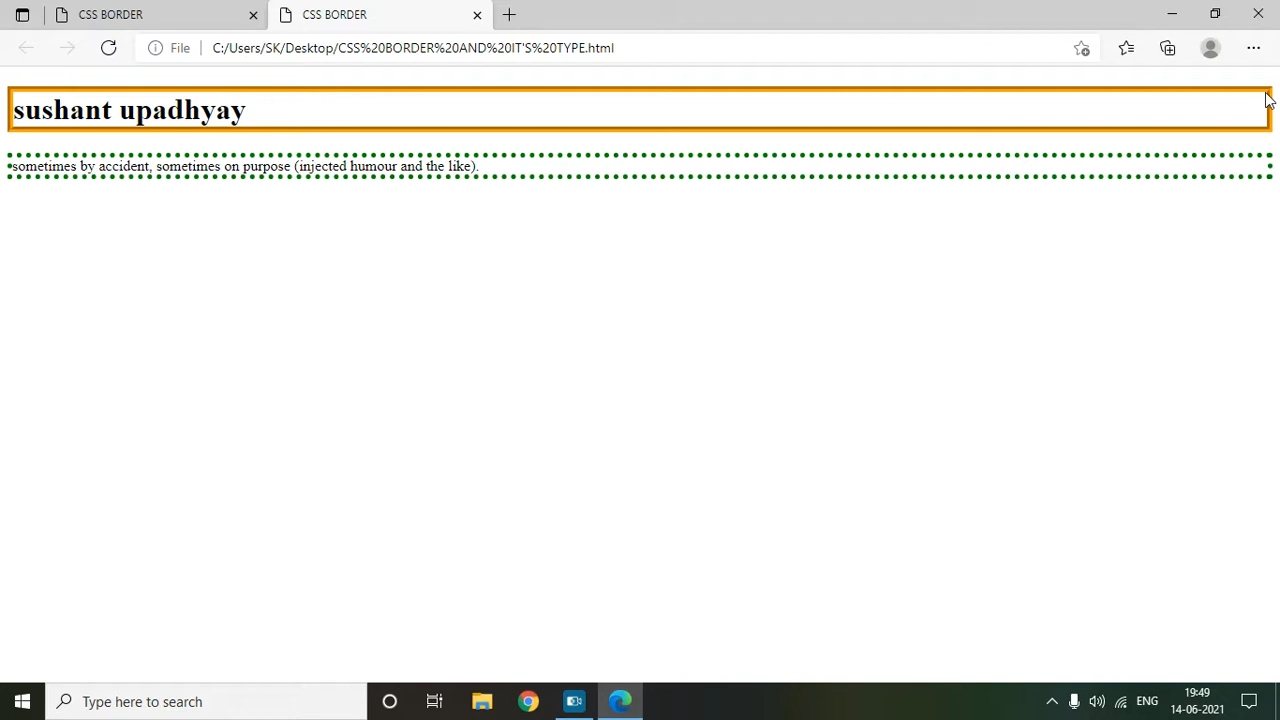 CSS BORDER
CSS BORDER
File C:/Users/SK/Desktop/CSS%20BORDER%20AND%20IT'S%20TYPE.html
sushant upadhyay
sometimes by accident, sometimes on purpose (injected humour and the like).
Type here to search
ENG
19:49
14-06-2021